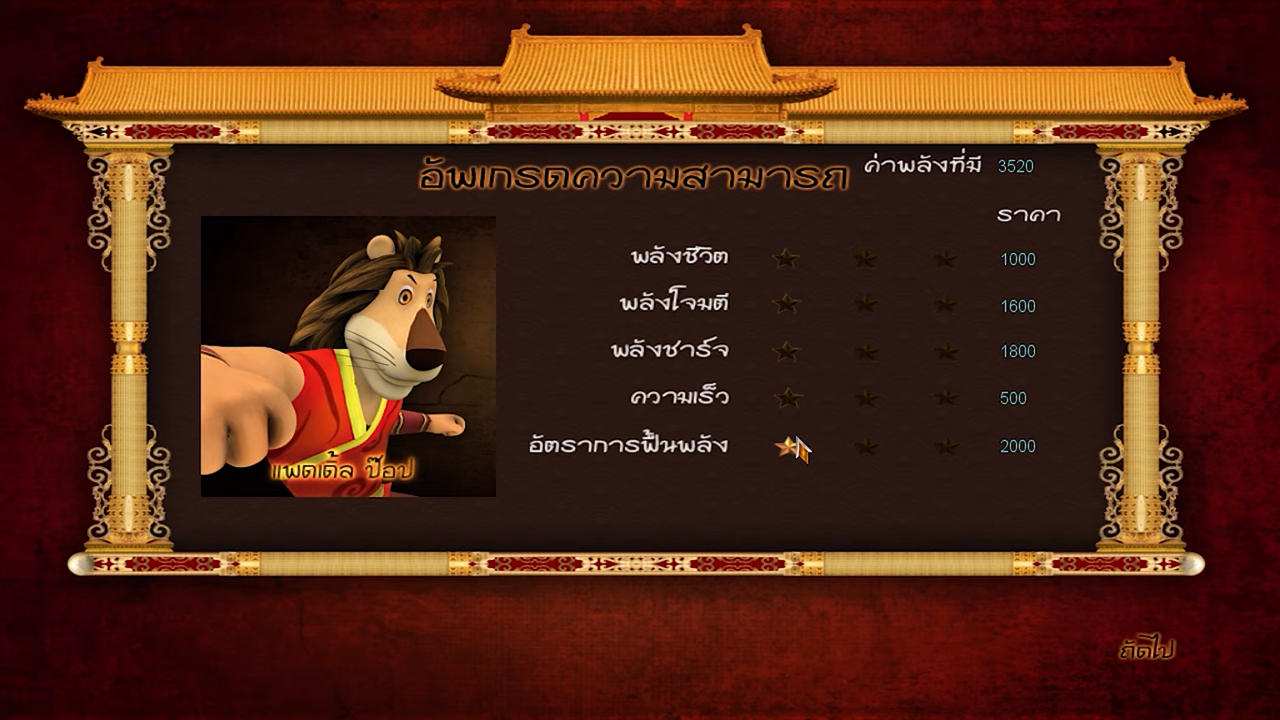 อัพเกรดความสามารถ
ค่าพลังที่มี 3520
ราคา
พลังชีวิต 1000
พลังโจมตี 1600
พลังชาร์จ 1800
ความเร็ว 500
อัตราการฟื้นพลัง 2000
แพดเดิ้ล ป๊อป
ถัดไป